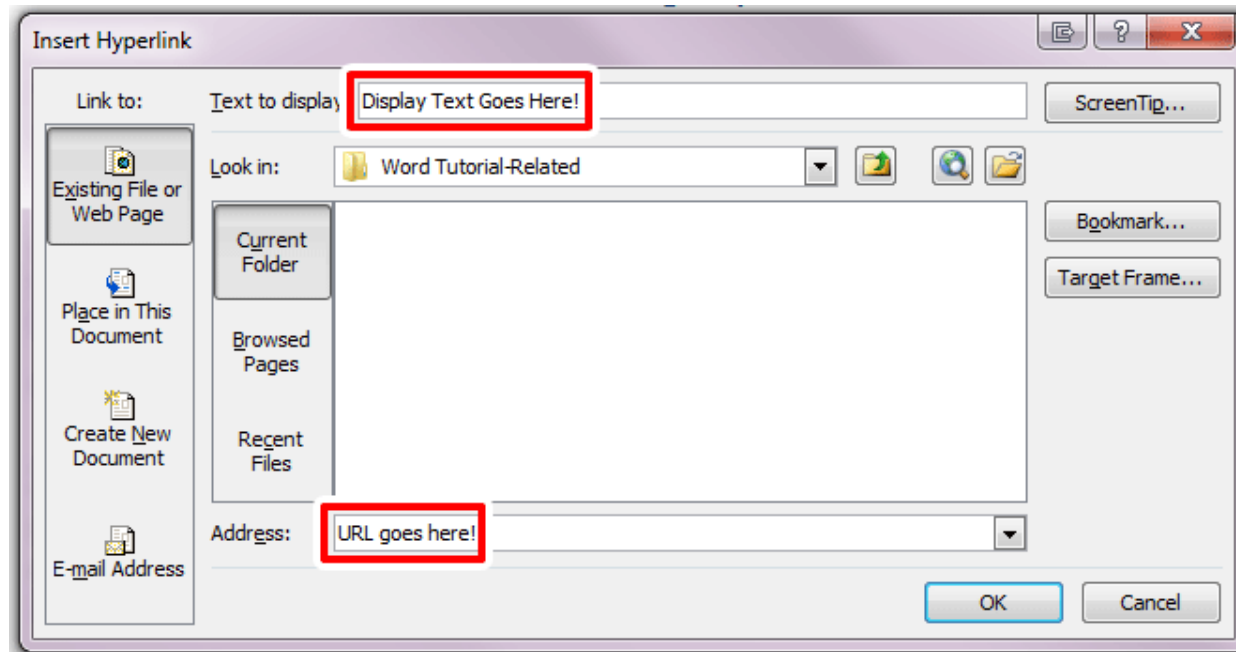 Insert Hyperlink
Link to:
Text to display
Display Text Goes Here!
ScreenTip...
Existing File or
Web Page
Look in:
Word Tutorial-Related
Current
Folder
Bookmark...
Target Frame...
Place in This
Document
Browsed
Pages
Create New
Document
Recent
Files
Address:
URL goes here!
E-mail Address
OK
Cancel